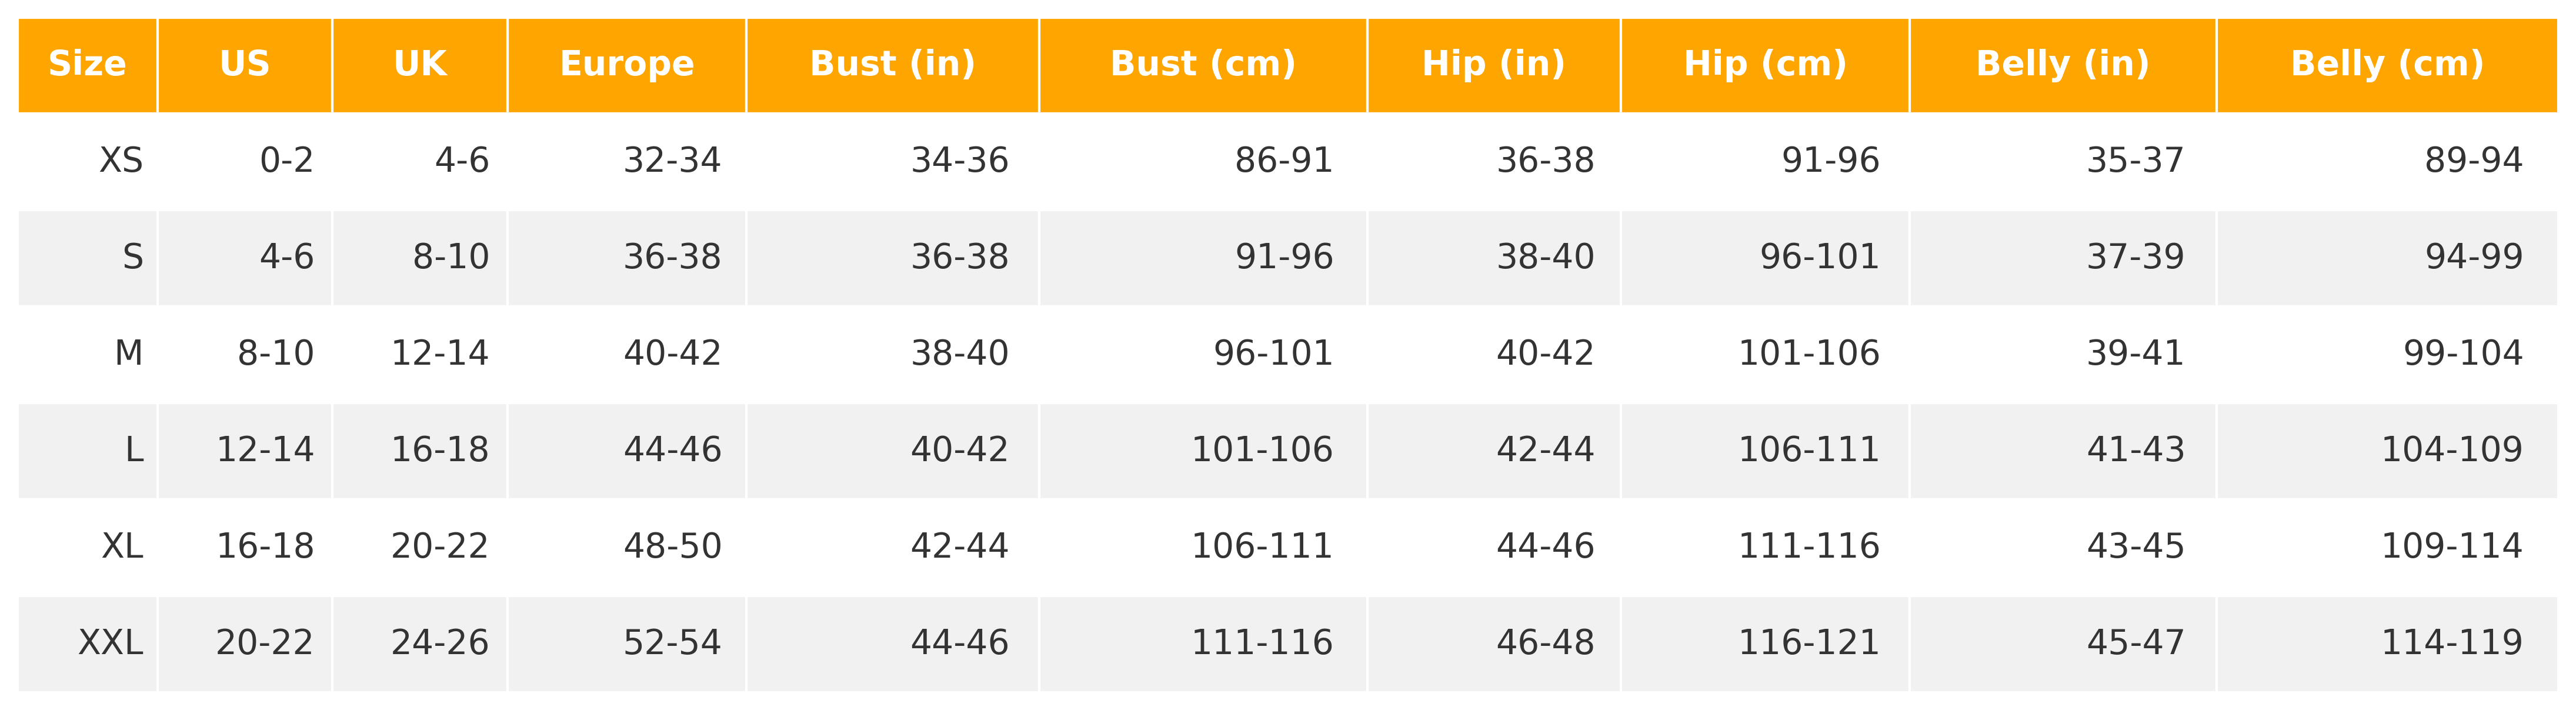 Size US UK Europe Bust (in) Bust (cm) Hip (in) Hip (cm) Belly (in) Belly (cm)
XS 0-2 4-6 32-34 34-36 86-91 36-38 91-96 35-37 89-94
S 4-6 8-10 36-38 36-38 91-96 38-40 96-101 37-39 94-99
M 8-10 12-14 40-42 38-40 96-101 40-42 101-106 39-41 99-104
L 12-14 16-18 44-46 40-42 101-106 42-44 106-111 41-43 104-109
XL 16-18 20-22 48-50 42-44 106-111 44-46 111-116 43-45 109-114
XXL 20-22 24-26 52-54 44-46 111-116 46-48 116-121 45-47 114-119